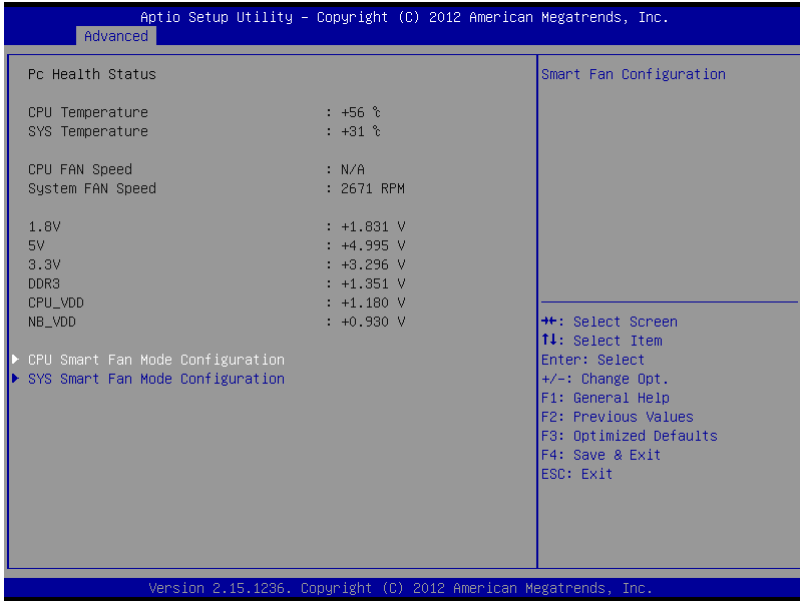 Aptio Setup Utility – Copyright (C) 2012 American Megatrends, Inc.
Advanced
Pc Health Status
CPU Temperature : +56 ℃
SYS Temperature : +31 ℃
CPU FAN Speed : N/A
System FAN Speed : 2671 RPM
1.8V : +1.831 V
5V : +4.995 V
3.3V : +3.296 V
DDR3 : +1.351 V
CPU_VDD : +1.180 V
NB_VDD : +0.930 V
▶ CPU Smart Fan Mode Configuration
▶ SYS Smart Fan Mode Configuration
Smart Fan Configuration
→←: Select Screen
↑↓: Select Item
Enter: Select
+/-: Change Opt.
F1: General Help
F2: Previous Values
F3: Optimized Defaults
F4: Save & Exit
ESC: Exit
Version 2.15.1236. Copyright (C) 2012 American Megatrends, Inc.